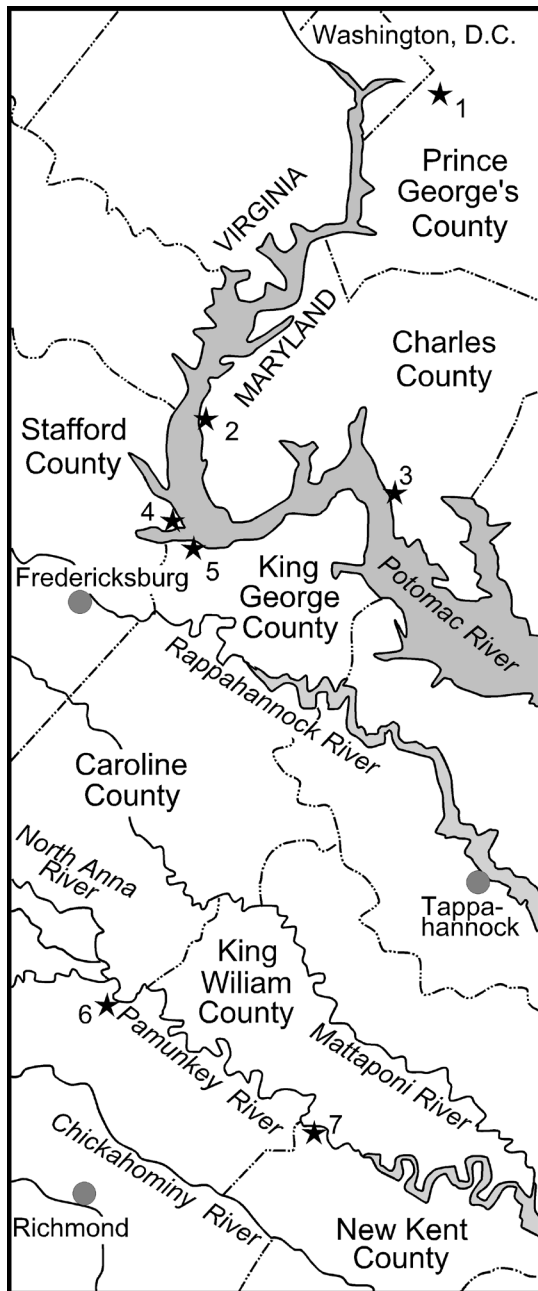 Washington, D.C.
1
Prince
George's
County
VIRGINIA
MARYLAND
Charles
County
2
Stafford
County
3
4
5
Fredericksburg
King
George
County
Potomac River
Rappahannock River
Caroline
County
North Anna
River
Tappa-
hannock
King
Wiliam
County
6
Pamunkey River
Mattaponi River
7
Chickahominy River
Richmond
New Kent
County